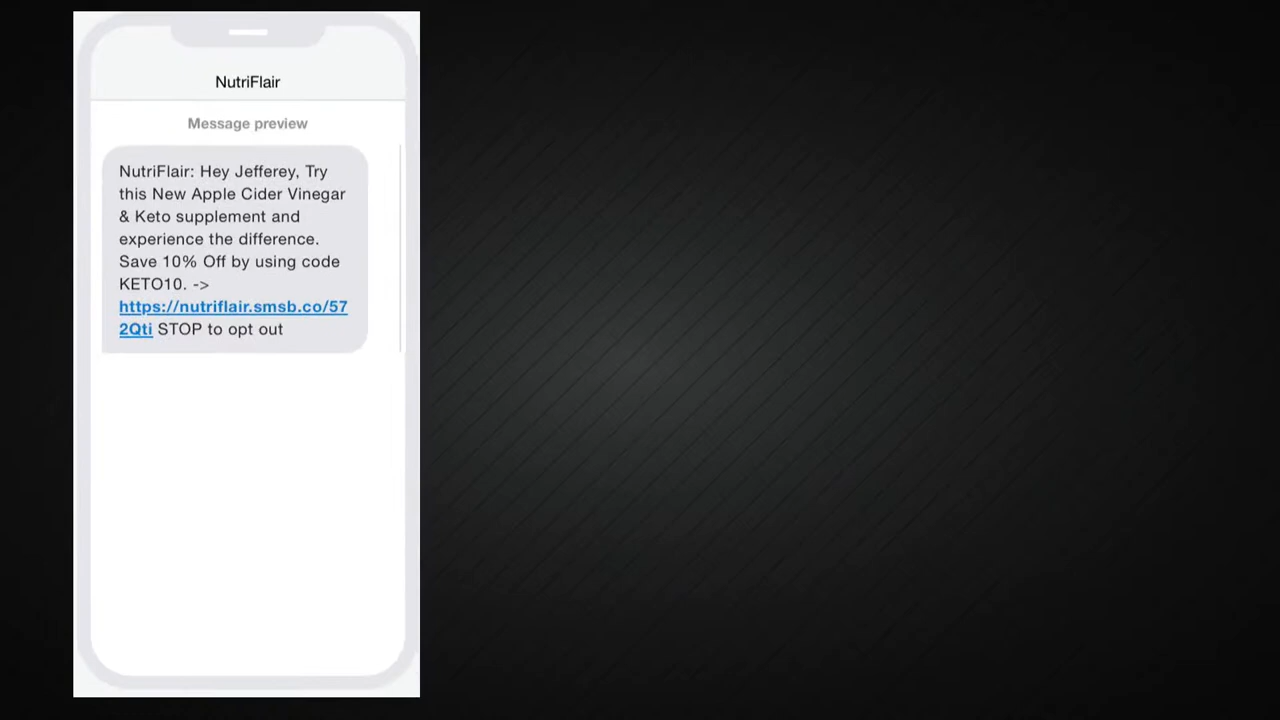 NutriFlair
Message preview
NutriFlair: Hey Jefferey, Try
this New Apple Cider Vinegar
& Keto supplement and
experience the difference.
Save 10% Off by using code
KETO10. ->
https://nutriflair.smsb.co/57
2Qti STOP to opt out